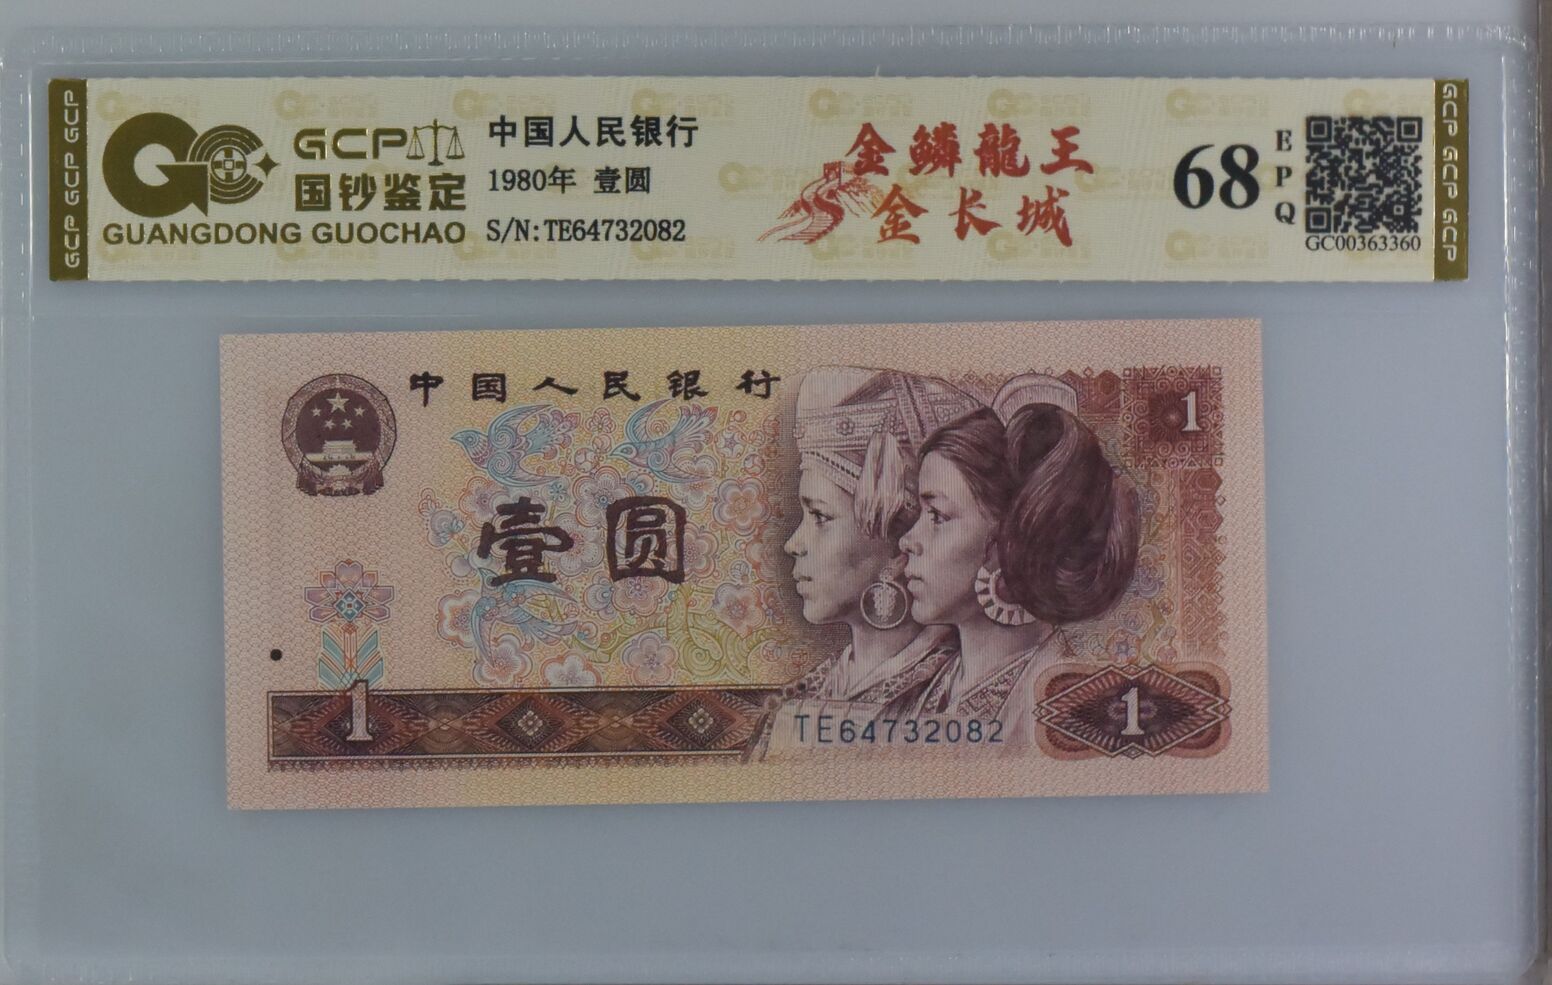 GCP GCP GCP
GCP
国钞鉴定
GUANGDONG GUOCHAO
中国人民银行
1980年 壹圆
S/N:TE64732082
金鳞龍王
金长城
68
EPQ
GC00363360
GCP GCP GCP
中国人民银行
1
壹圆
1
TE64732082
1